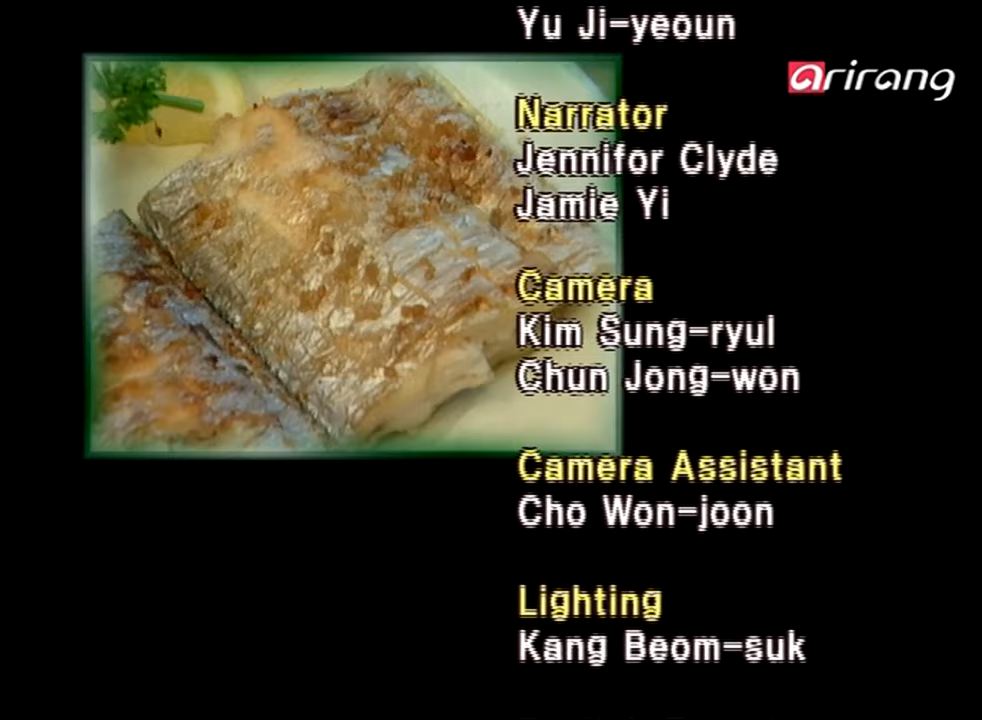 Yu Ji-yeoun
arirang
Narrator
Jennifor Clyde
Jamie Yi
Camera
Kim Sung-ryul
Chun Jong-won
Camera Assistant
Cho Won-joon
Lighting
Kang Beom-suk